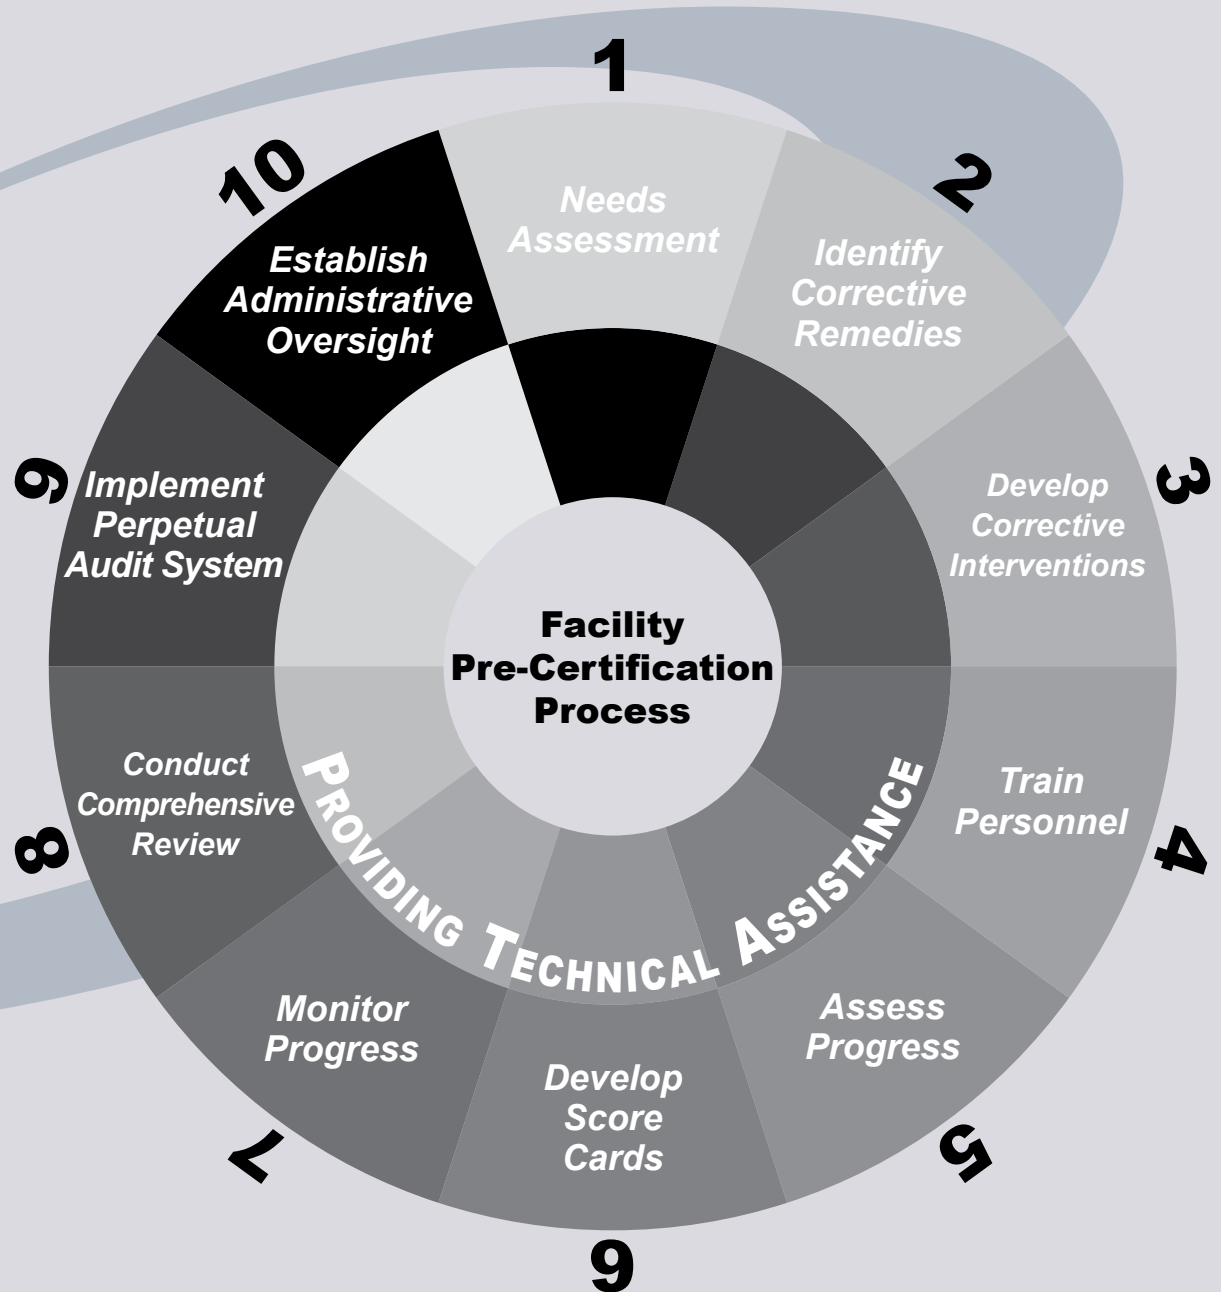 1
Needs
Assessment
2
Identify
Corrective
Remedies
3
Develop
Corrective
Interventions
4
Train
Personnel
5
Assess
Progress
6
Develop
Score
Cards
7
Monitor
Progress
8
Conduct
Comprehensive
Review
9
Implement
Perpetual
Audit System
10
Establish
Administrative
Oversight
Facility
Pre-Certification
Process
PROVIDING TECHNICAL ASSISTANCE